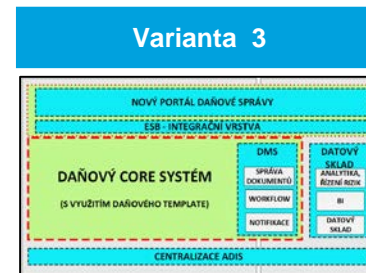 Varianta 3
NOVÝ PORTÁL DAŇOVÉ SPRÁVY
ESB - INTEGRAČNÍ VRSTVA
DAŇOVÝ CORE SYSTÉM
(S VYUŽITÍM DAŇOVÉHO TEMPLATE)
DMS
SPRÁVA
DOKUMENTŮ
WORKFLOW
NOTIFIKACE
DATOVÝ
SKLAD
ANALYTIKA,
ŘÍZENÍ RIZIK
BI
DATOVÝ
SKLAD
CENTRALIZACE ADIS